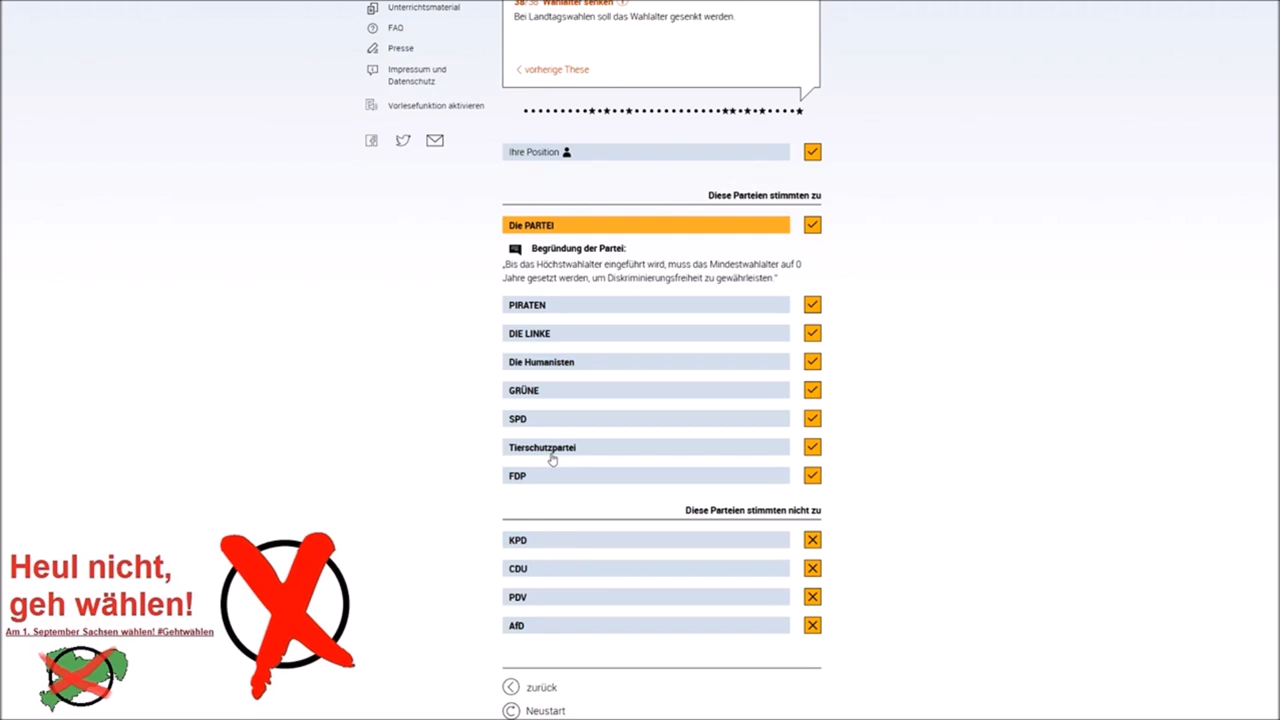 Unterrichtsmaterial
FAQ
Presse
Impressum und
Datenschutz
Vorlesefunktion aktivieren
38/38 Wahlalter senken
Bei Landtagswahlen soll das Wahlalter gesenkt werden.
vorherige These
Ihre Position
Diese Parteien stimmten zu
Die PARTEI
Begründung der Partei:
„Bis das Höchstwahlalter eingeführt wird, muss das Mindestwahlalter auf 0
Jahre gesetzt werden, um Diskriminierungsfreiheit zu gewährleisten.“
PIRATEN
DIE LINKE
Die Humanisten
GRÜNE
SPD
Tierschutzpartei
FDP
Diese Parteien stimmten nicht zu
KPD
CDU
PDV
AfD
zurück
Neustart
Heul nicht,
geh wählen!
Am 1. September Sachsen wählen! #Gehtwählen